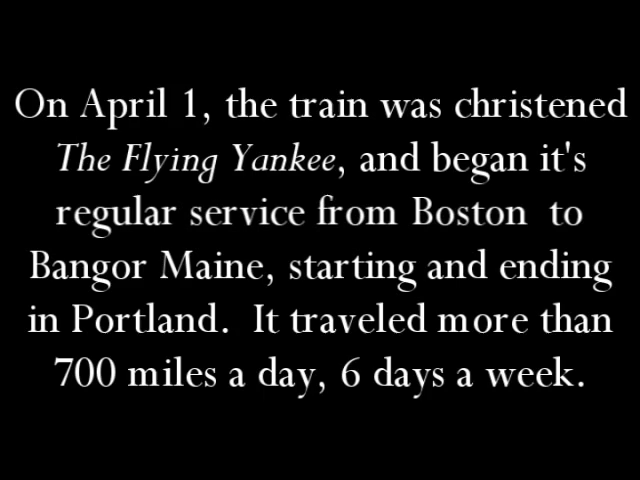 On April 1, the train was christened
The Flying Yankee, and began it's
regular service from Boston  to
Bangor Maine, starting and ending
in Portland.  It traveled more than
700 miles a day, 6 days a week.